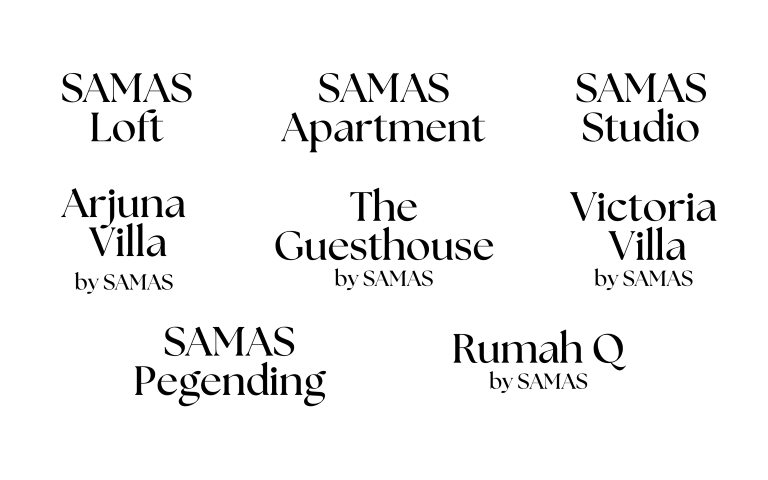 SAMAS
Loft
SAMAS
Apartment
SAMAS
Studio
Arjuna
Villa
by SAMAS
The
Guesthouse
by SAMAS
Victoria
Villa
by SAMAS
SAMAS
Pegending
Rumah Q
by SAMAS